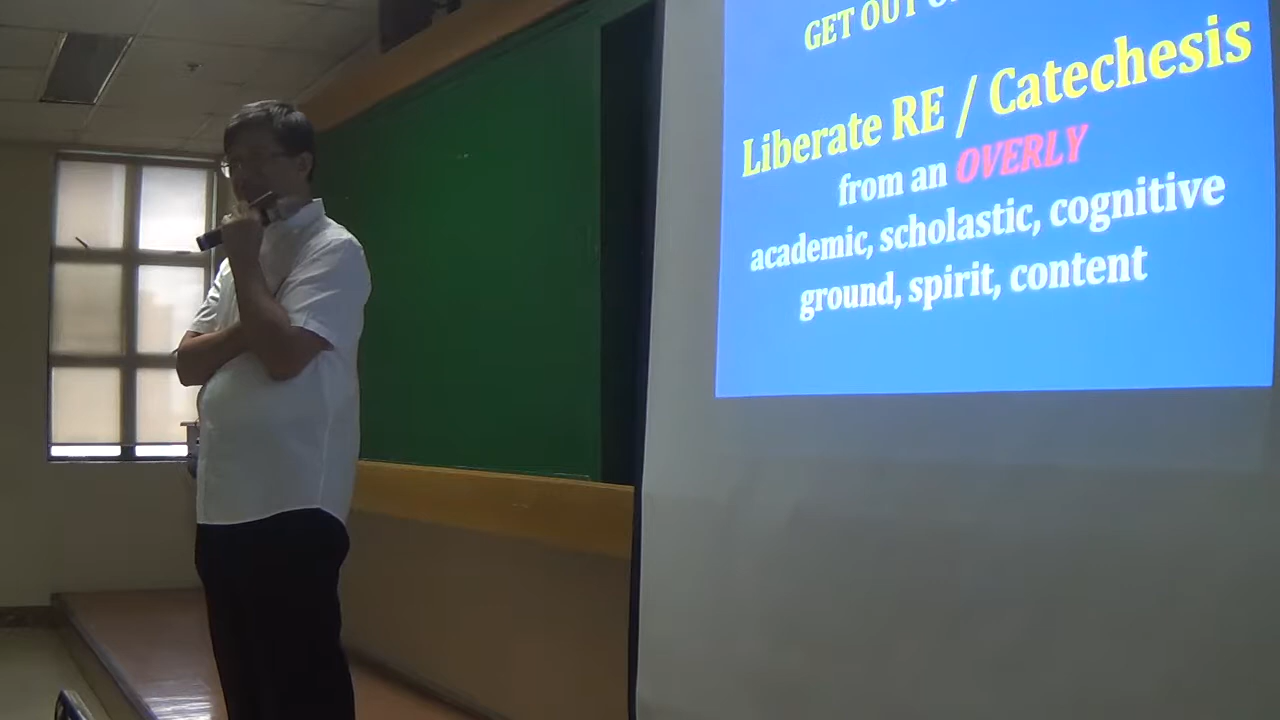 GET OUT
Liberate RE / Catechesis
from an OVERLY
academic, scholastic, cognitive
ground, spirit, content